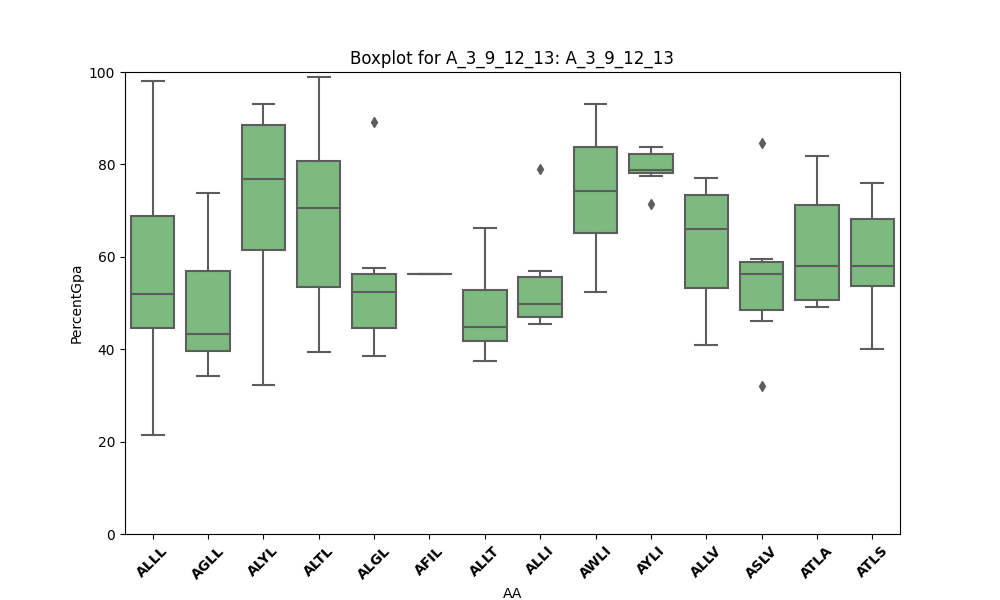 Boxplot for A_3_9_12_13: A_3_9_12_13
PercentGpa
100
80
60
40
20
0
ALLL AGLL ALYL ALTL ALGL AFIL ALLT ALLI AWLI AYLI ALLV ASLV ATLA ATLS
AA